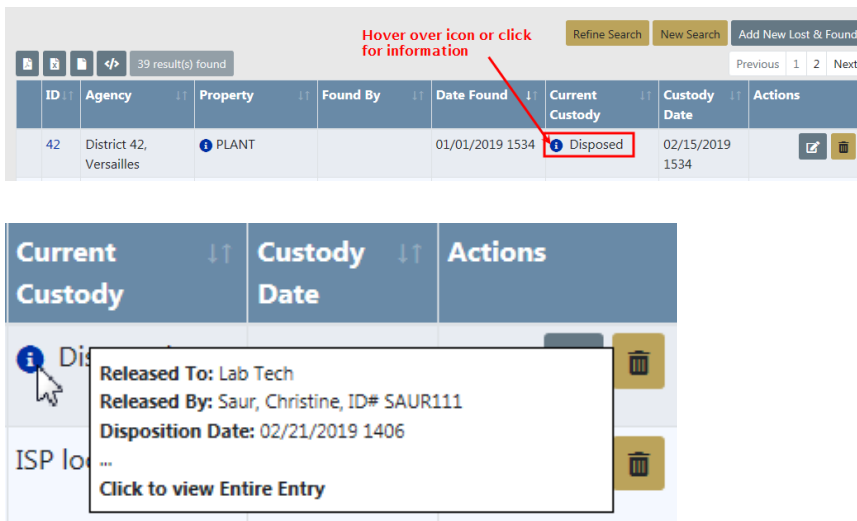 Hover over icon or click
for information
Refine Search New Search Add New Lost & Found
</> 39 result(s) found Previous 1 2 Next
ID Agency Property Found By Date Found Current Custody Actions
Custody Date
42 District 42, PLANT 01/01/2019 1534 Disposed 02/15/2019
Versailles 1534
Current Custody Actions
Custody Date
Released To: Lab Tech
Released By: Saur, Christine, ID# SAUR111
Disposition Date: 02/21/2019 1406
ISP ...
Click to view Entire Entry